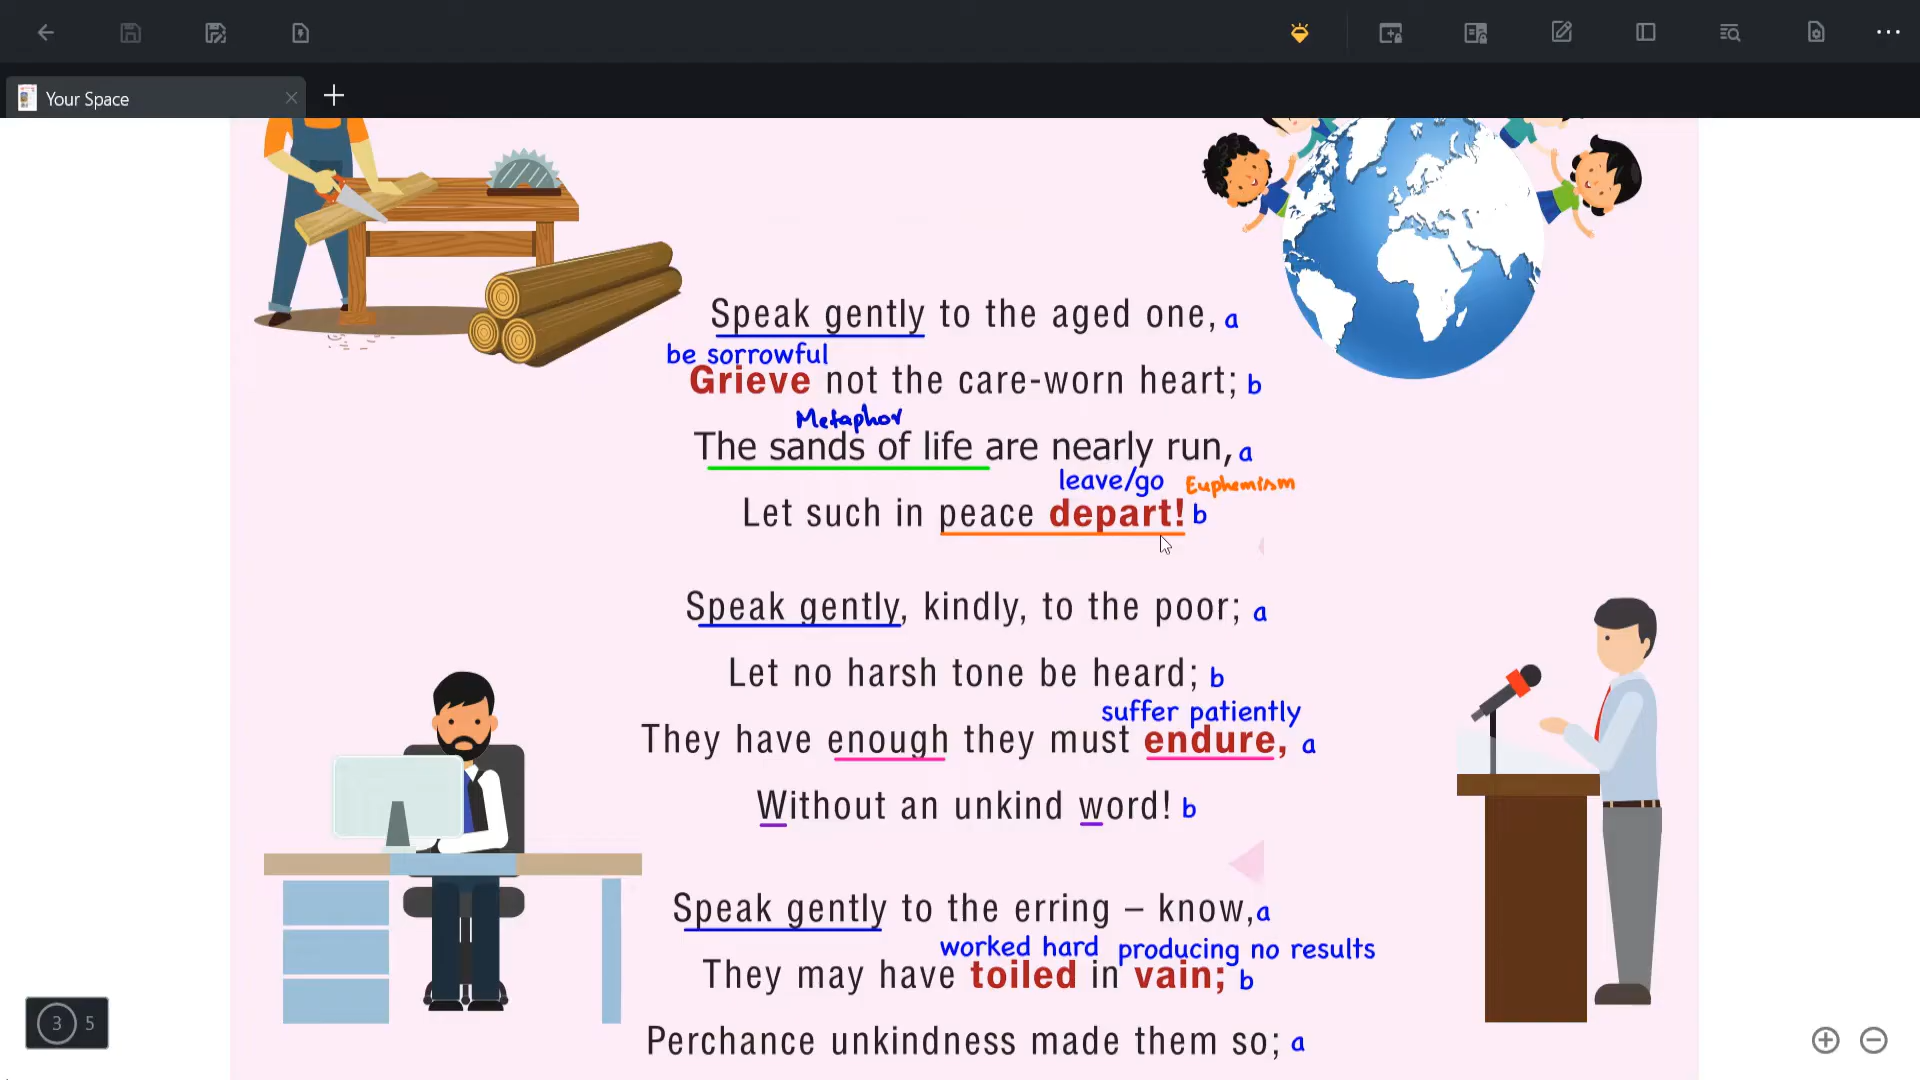 Your Space
Speak gently to the aged one, a
be sorrowful
Grieve not the care-worn heart; b
Metaphor
The sands of life are nearly run, a
leave/go Euphemism
Let such in peace depart! b
Speak gently, kindly, to the poor; a
Let no harsh tone be heard; b
suffer patiently
They have enough they must endure, a
Without an unkind word! b
Speak gently to the erring – know, a
worked hard producing no results
They may have toiled in vain; b
Perchance unkindness made them so; a
3 5